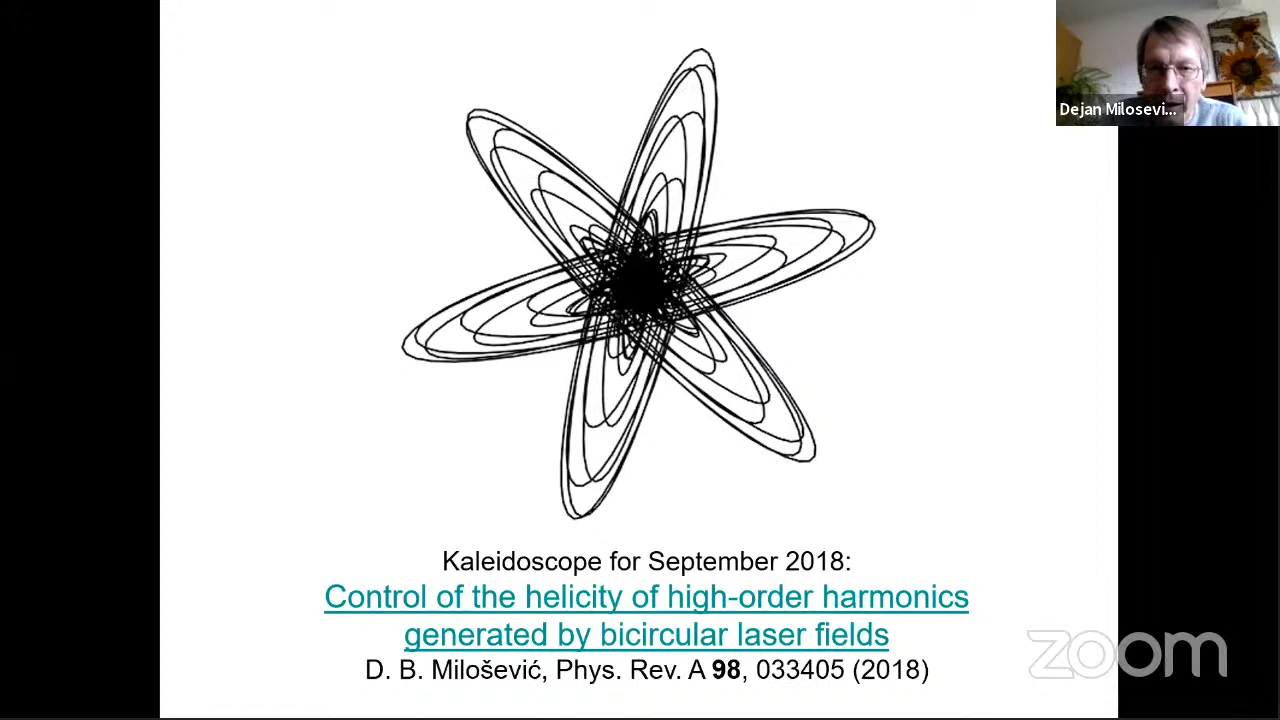 Dejan Milosevi...
Kaleidoscope for September 2018:
Control of the helicity of high-order harmonics
generated by bicircular laser fields
D. B. Milošević, Phys. Rev. A 98, 033405 (2018)
zoom